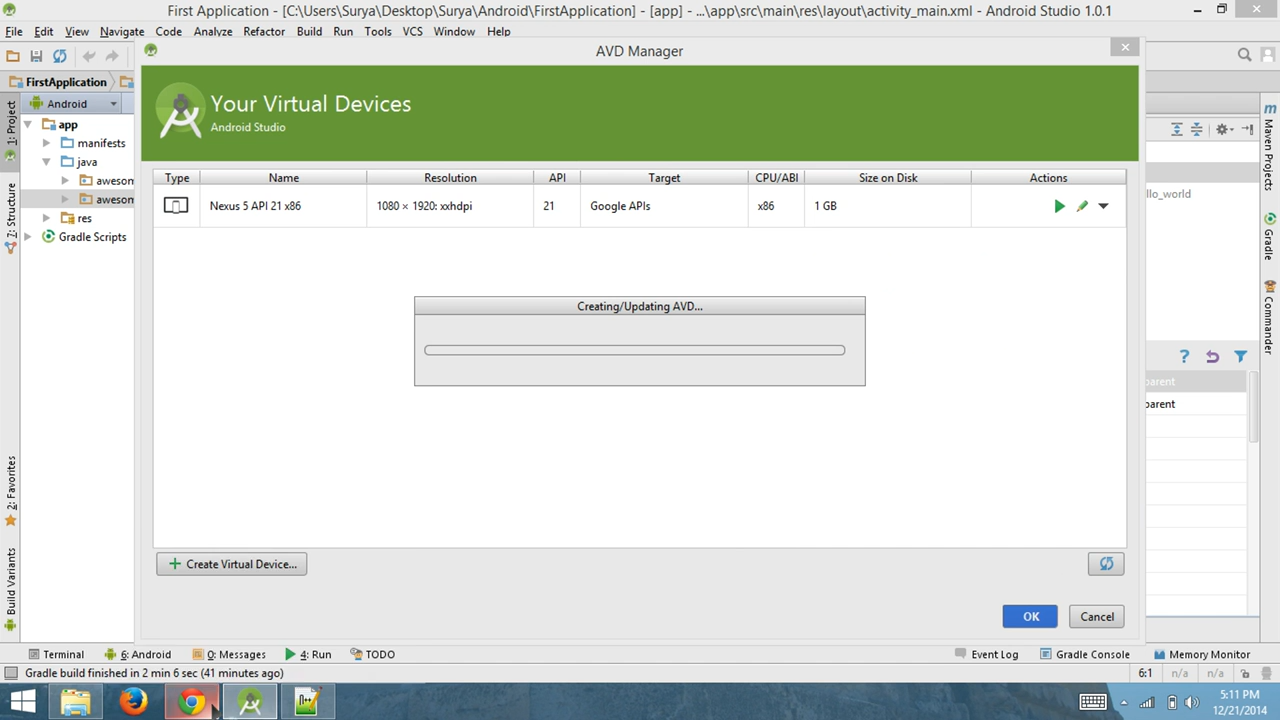 First Application - [C:\Users\Surya\Desktop\Surya\Android\FirstApplication] - [app] - ...\app\src\main\res\layout\activity_main.xml - Android Studio 1.0.1
File Edit View Navigate Code Analyze Refactor Build Run Tools VCS Window Help
AVD Manager
FirstApplication
Your Virtual Devices
Android Studio
Android
app
manifests
java
awesom
awesom
res
Gradle Scripts
1: Project
7: Structure
2: Favorites
Build Variants
Type Name Resolution API Target CPU/ABI Size on Disk Actions
Nexus 5 API 21 x86 1080 × 1920: xxhdpi 21 Google APIs x86 1 GB
Creating/Updating AVD...
Create Virtual Device...
OK Cancel
m
Maven Projects
Gradle
Commander
llo_world
?
parent
parent
Terminal 6: Android 0: Messages 4: Run TODO Event Log Gradle Console Memory Monitor
Gradle build finished in 2 min 6 sec (41 minutes ago) 6:1 n/a n/a
n++
5:11 PM
12/21/2014